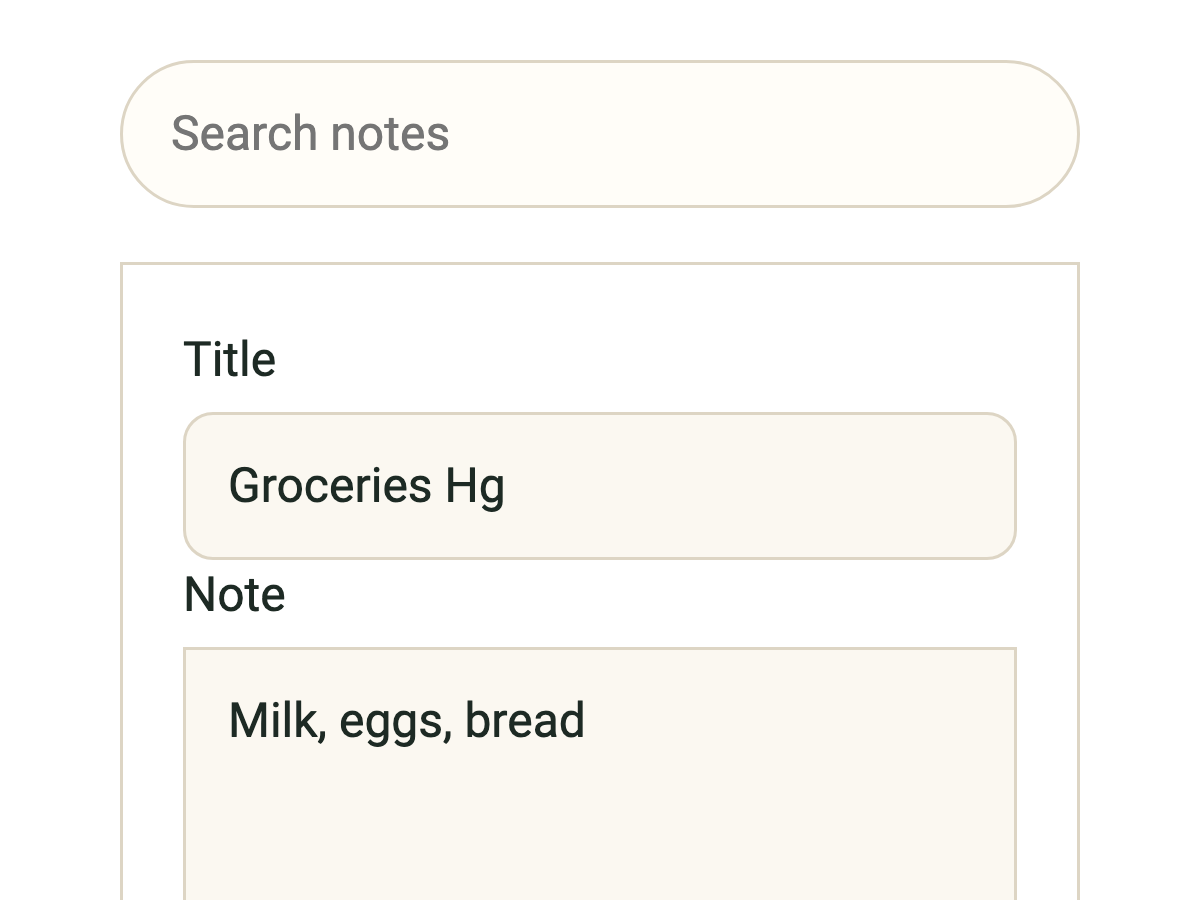 Search notes
Title
Groceries Hg
Note
Milk, eggs, bread